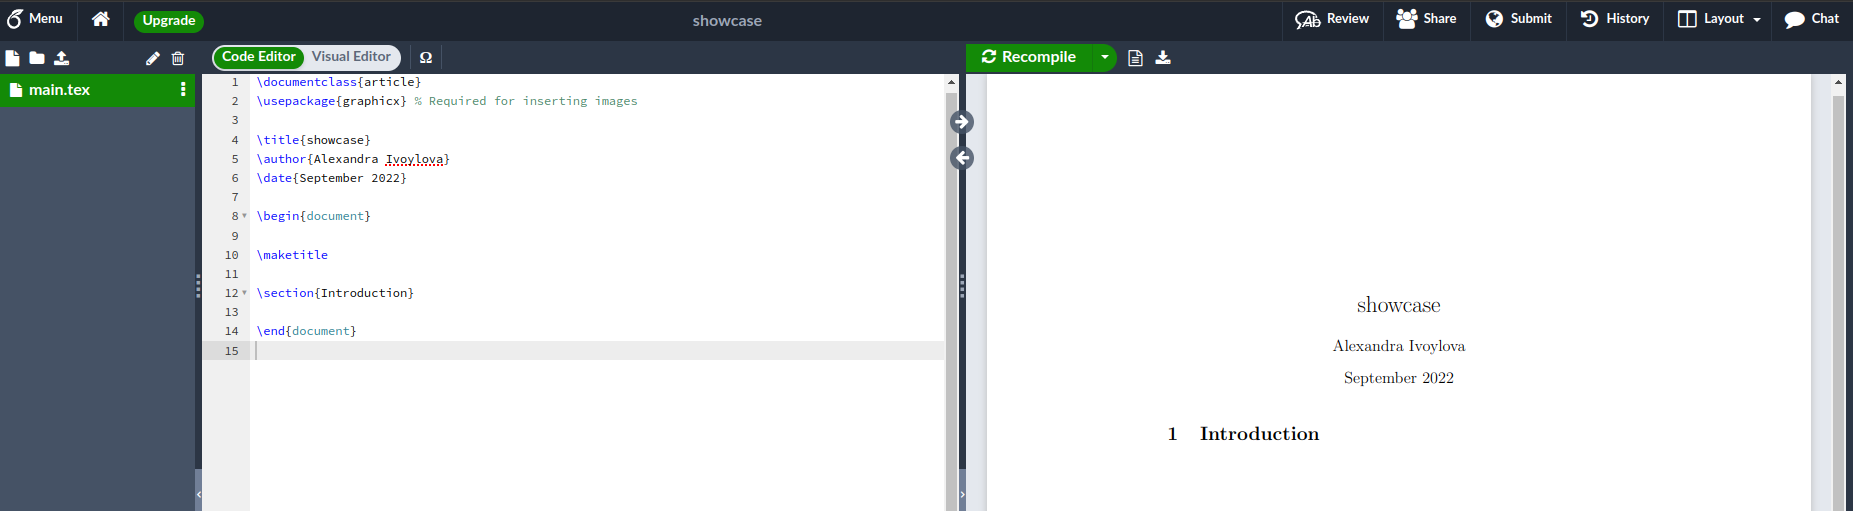 Menu
Upgrade
showcase
Review
Share
Submit
History
Layout
Chat
Code Editor
Visual Editor
Ω
Recompile
main.tex
1 \documentclass{article}
2 \usepackage{graphicx} % Required for inserting images
3
4 \title{showcase}
5 \author{Alexandra Ivoylova}
6 \date{September 2022}
7
8 \begin{document}
9
10 \maketitle
11
12 \section{Introduction}
13
14 \end{document}
15
showcase
Alexandra Ivoylova
September 2022
1 Introduction